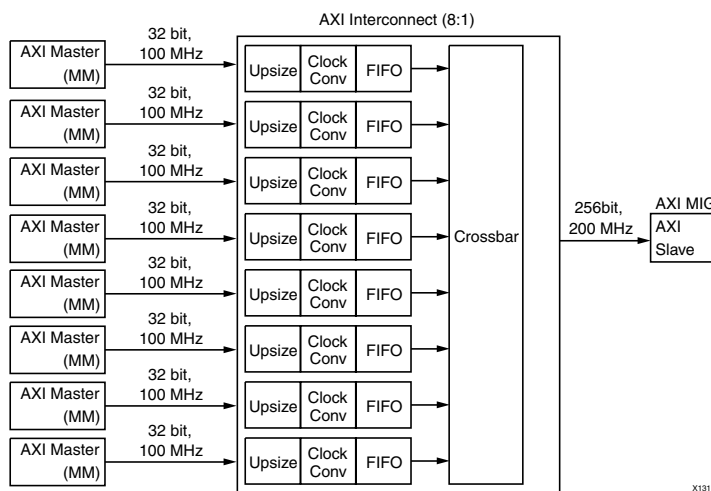 AXI Interconnect (8:1)
32 bit,
100 MHz
AXI Master
(MM)
Upsize
Clock
Conv
FIFO
32 bit,
100 MHz
AXI Master
(MM)
Upsize
Clock
Conv
FIFO
32 bit,
100 MHz
AXI Master
(MM)
Upsize
Clock
Conv
FIFO
32 bit,
100 MHz
AXI Master
(MM)
Upsize
Clock
Conv
FIFO
32 bit,
100 MHz
AXI Master
(MM)
Upsize
Clock
Conv
FIFO
32 bit,
100 MHz
AXI Master
(MM)
Upsize
Clock
Conv
FIFO
32 bit,
100 MHz
AXI Master
(MM)
Upsize
Clock
Conv
FIFO
32 bit,
100 MHz
AXI Master
(MM)
Upsize
Clock
Conv
FIFO
Crossbar
256bit,
200 MHz
AXI MIG
AXI
Slave
X131